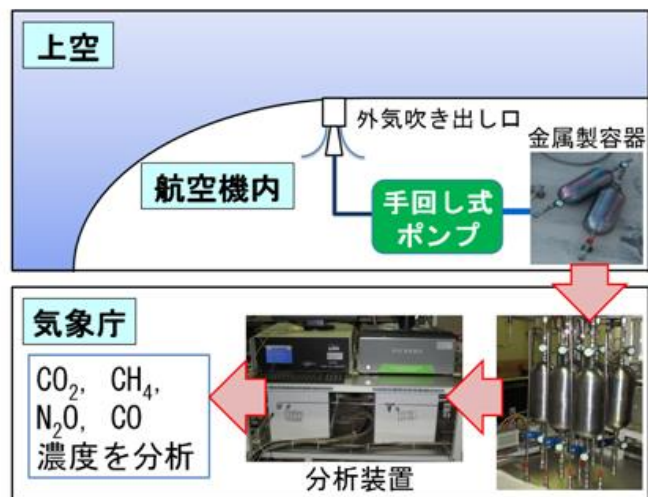 上空
外気吹き出し口
金属製容器
航空機内
手回し式
ポンプ
気象庁
CO₂, CH₄,
N₂O, CO
濃度を分析
分析装置